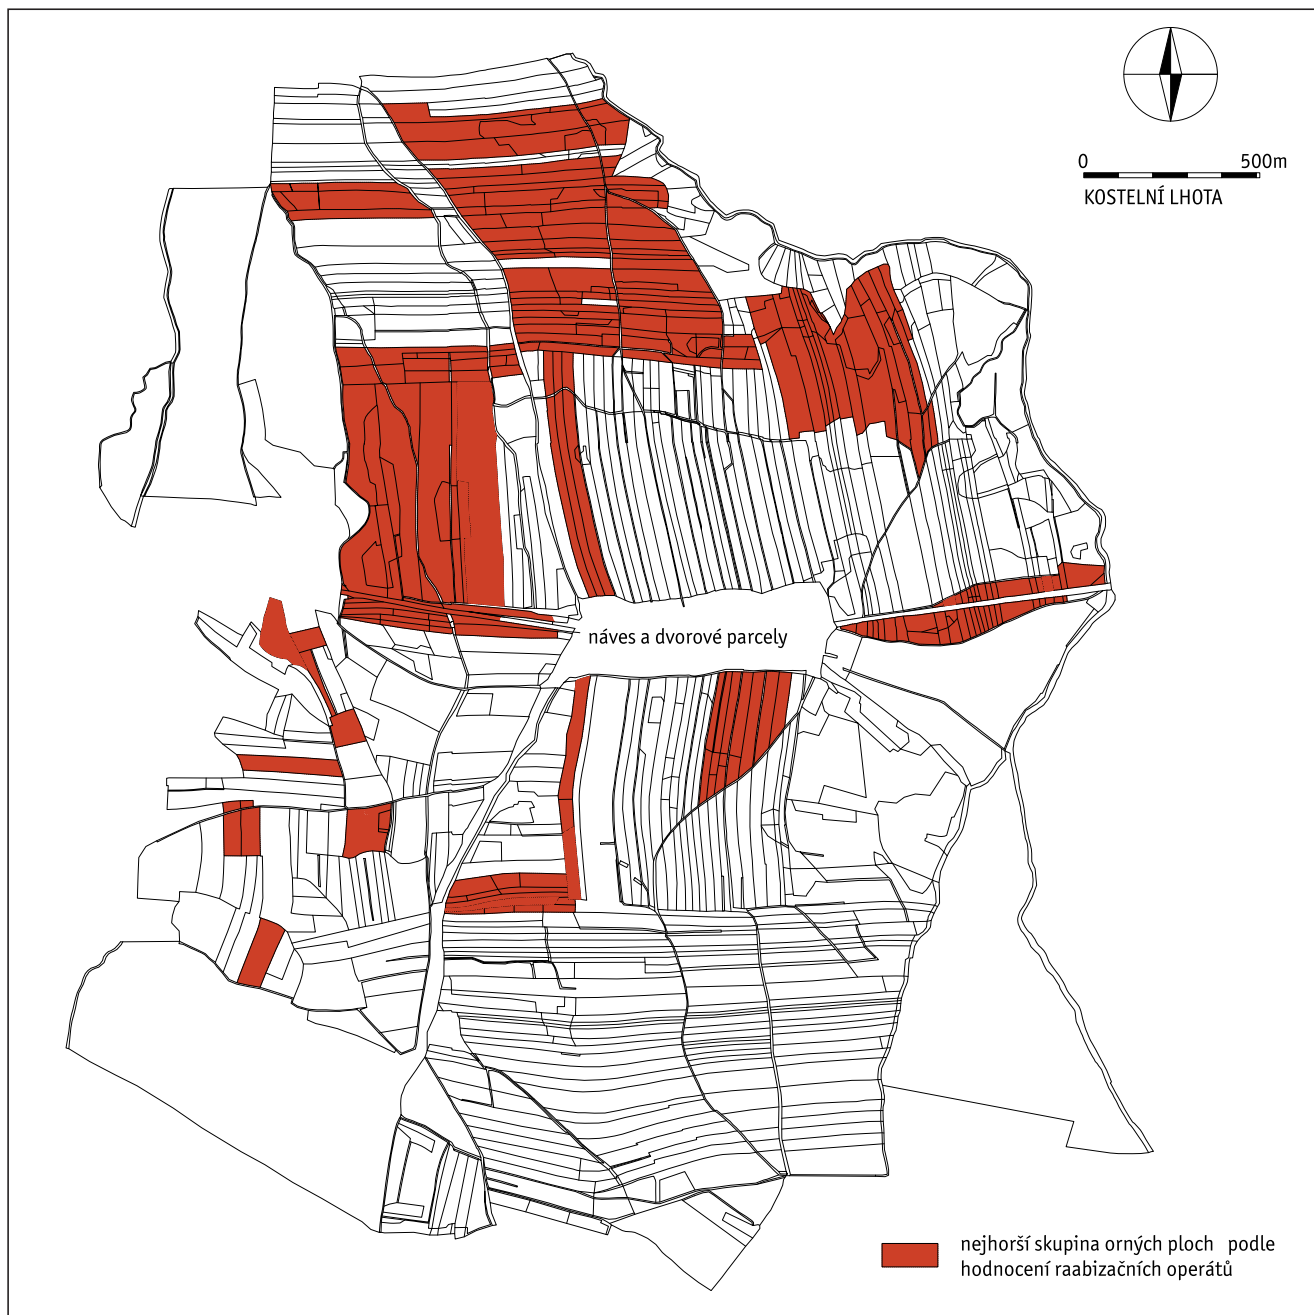 0 500m
KOSTELNÍ LHOTA
náves a dvorové parcely
nejhorší skupina orných ploch podle
hodnocení raabizačních operátů